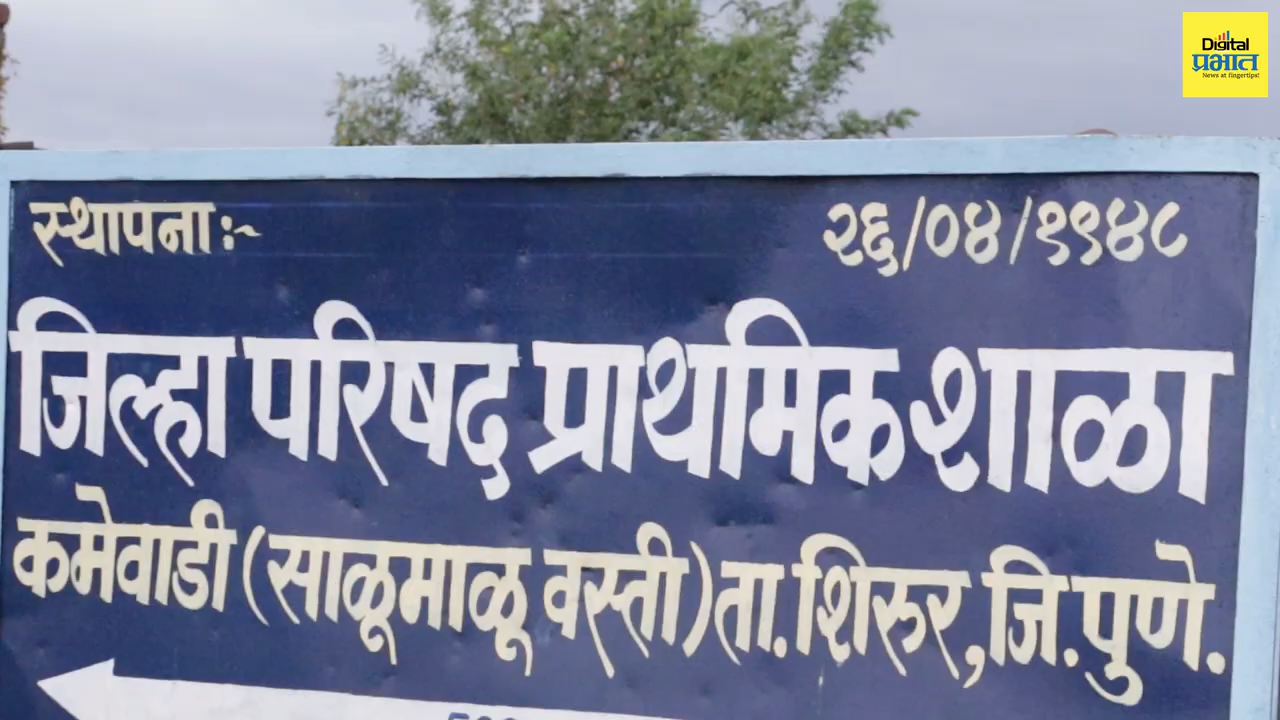 Digital
प्रभात
News at fingertips!
स्थापना:~ २६/०४/१९४८
जिल्हा परिषद प्राथमिक शाळा
कमेवाडी (साळूमाळू वस्ती) ता. शिरुर, जि. पुणे.